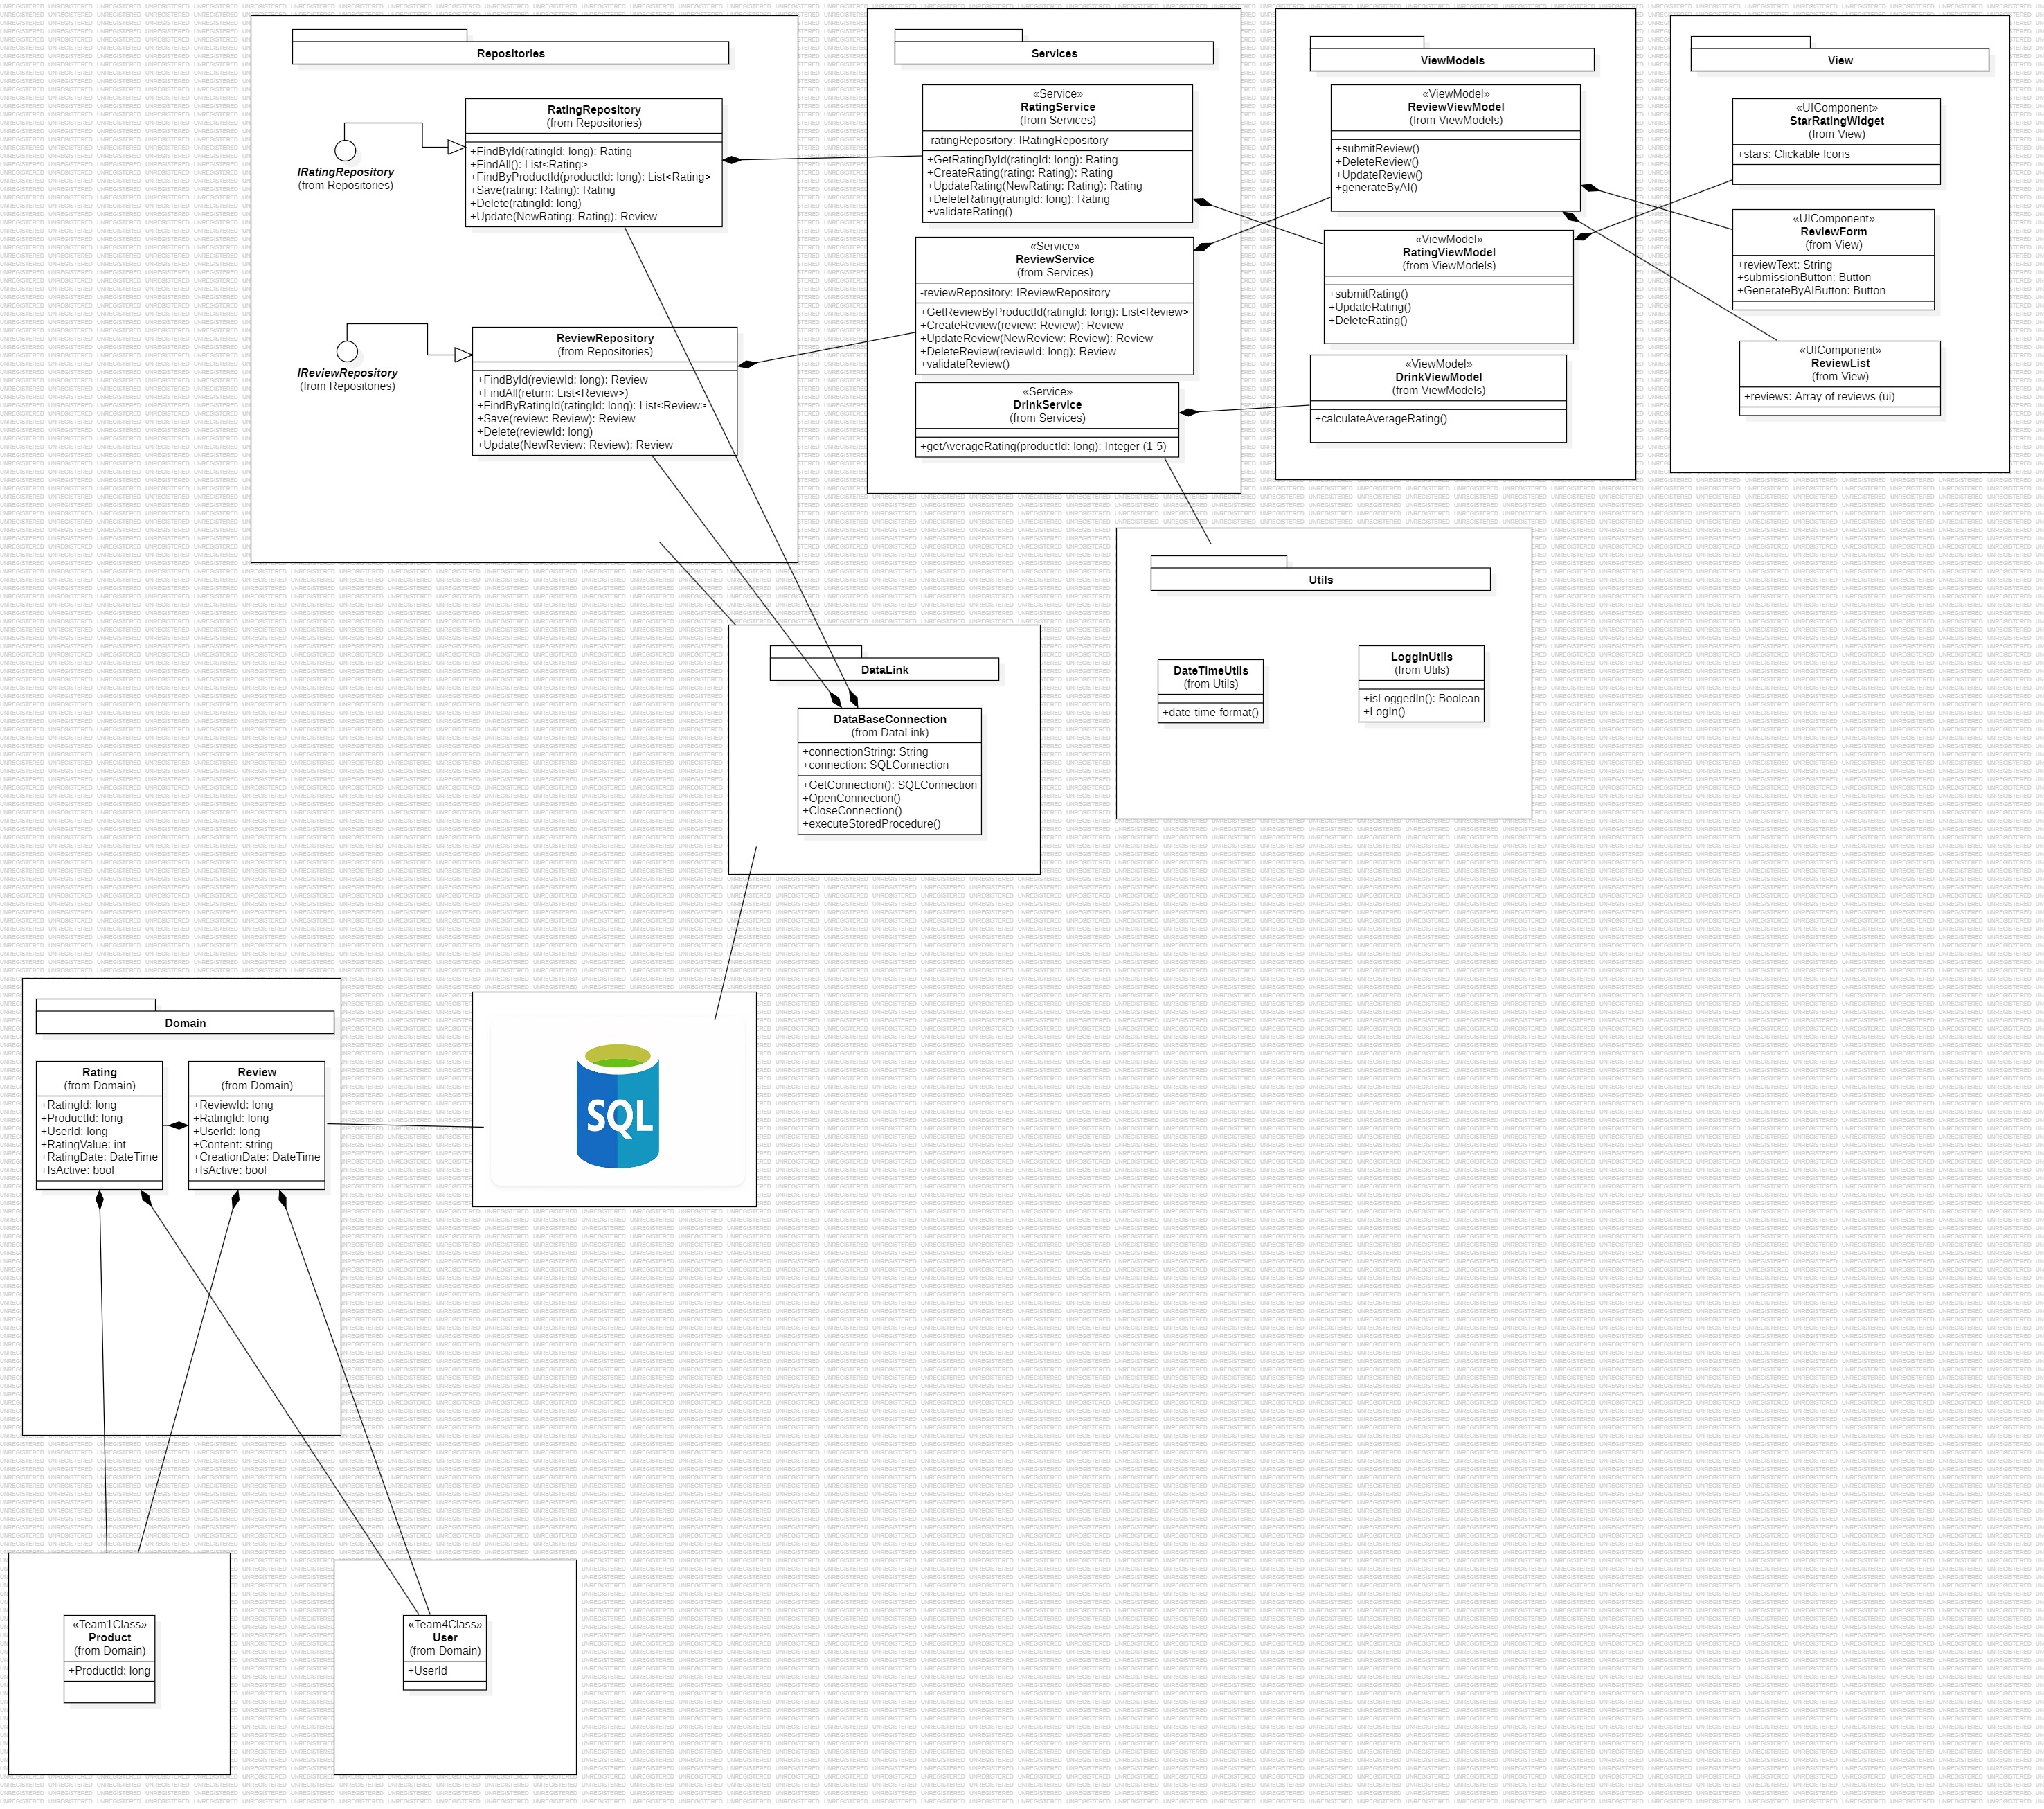 Repositories
RatingRepository
(from Repositories)
+FindById(ratingId: long): Rating
+FindAll(): List<Rating>
+FindByProductId(productId: long): List<Rating>
+Save(rating: Rating): Rating
+Delete(ratingId: long)
+Update(NewRating: Rating): Review
IRatingRepository
(from Repositories)
ReviewRepository
(from Repositories)
+FindById(reviewId: long): Review
+FindAll(return: List<Review>)
+FindByRatingId(ratingId: long): List<Review>
+Save(review: Review): Review
+Delete(reviewId: long)
+Update(NewReview: Review): Review
IReviewRepository
(from Repositories)
Services
«Service»
RatingService
(from Services)
-ratingRepository: IRatingRepository
+GetRatingById(ratingId: long): Rating
+CreateRating(rating: Rating): Rating
+UpdateRating(NewRating: Rating): Rating
+DeleteRating(ratingId: long): Rating
+validateRating()
«Service»
ReviewService
(from Services)
-reviewRepository: IReviewRepository
+GetReviewByProductId(ratingId: long): List<Review>
+CreateReview(review: Review): Review
+UpdateReview(NewReview: Review): Review
+DeleteReview(reviewId: long): Review
+validateReview()
«Service»
DrinkService
(from Services)
+getAverageRating(productId: long): Integer (1-5)
ViewModels
«ViewModel»
ReviewViewModel
(from ViewModels)
+submitReview()
+DeleteReview()
+UpdateReview()
+generateByAI()
«ViewModel»
RatingViewModel
(from ViewModels)
+submitRating()
+UpdateRating()
+DeleteRating()
«ViewModel»
DrinkViewModel
(from ViewModels)
+calculateAverageRating()
View
«UIComponent»
StarRatingWidget
(from View)
+stars: Clickable Icons
«UIComponent»
ReviewForm
(from View)
+reviewText: String
+submissionButton: Button
+GenerateByAIButton: Button
«UIComponent»
ReviewList
(from View)
+reviews: Array of reviews (ui)
Utils
DateTimeUtils
(from Utils)
+date-time-format()
LogginUtils
(from Utils)
+isLoggedIn(): Boolean
+LogIn()
DataLink
DataBaseConnection
(from DataLink)
+connectionString: String
+connection: SQLConnection
+GetConnection(): SQLConnection
+OpenConnection()
+CloseConnection()
+executeStoredProcedure()
Domain
Rating
(from Domain)
+RatingId: long
+ProductId: long
+UserId: long
+RatingValue: int
+RatingDate: DateTime
+IsActive: bool
Review
(from Domain)
+ReviewId: long
+RatingId: long
+UserId: long
+Content: string
+CreationDate: DateTime
+IsActive: bool
SQL
«Team1Class»
Product
(from Domain)
+ProductId: long
«Team4Class»
User
(from Domain)
+UserId
UNREGISTERED